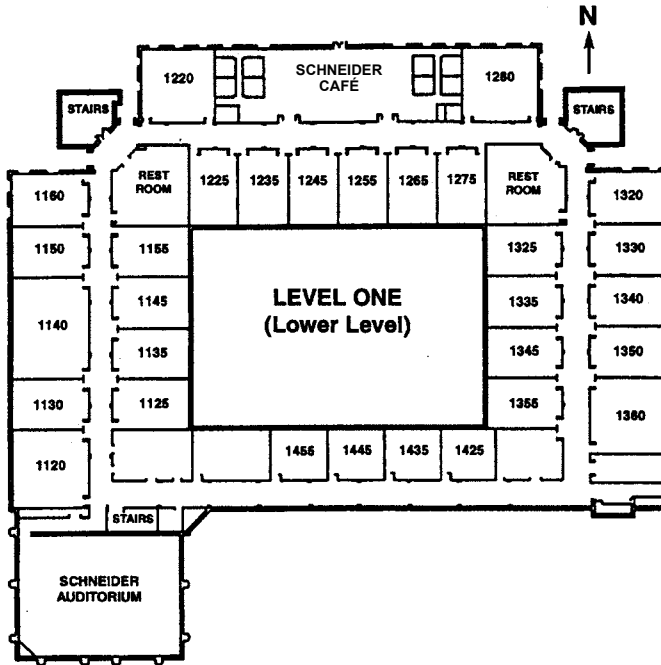 N
SCHNEIDER
CAFÉ
1220
1260
STAIRS
STAIRS
REST
ROOM
1225
1235
1245
1255
1265
1275
REST
ROOM
1160
1320
1150
1155
1325
1330
LEVEL ONE
(Lower Level)
1140
1145
1335
1340
1135
1345
1350
1130
1125
1355
1360
1120
1455
1445
1435
1425
STAIRS
SCHNEIDER
AUDITORIUM